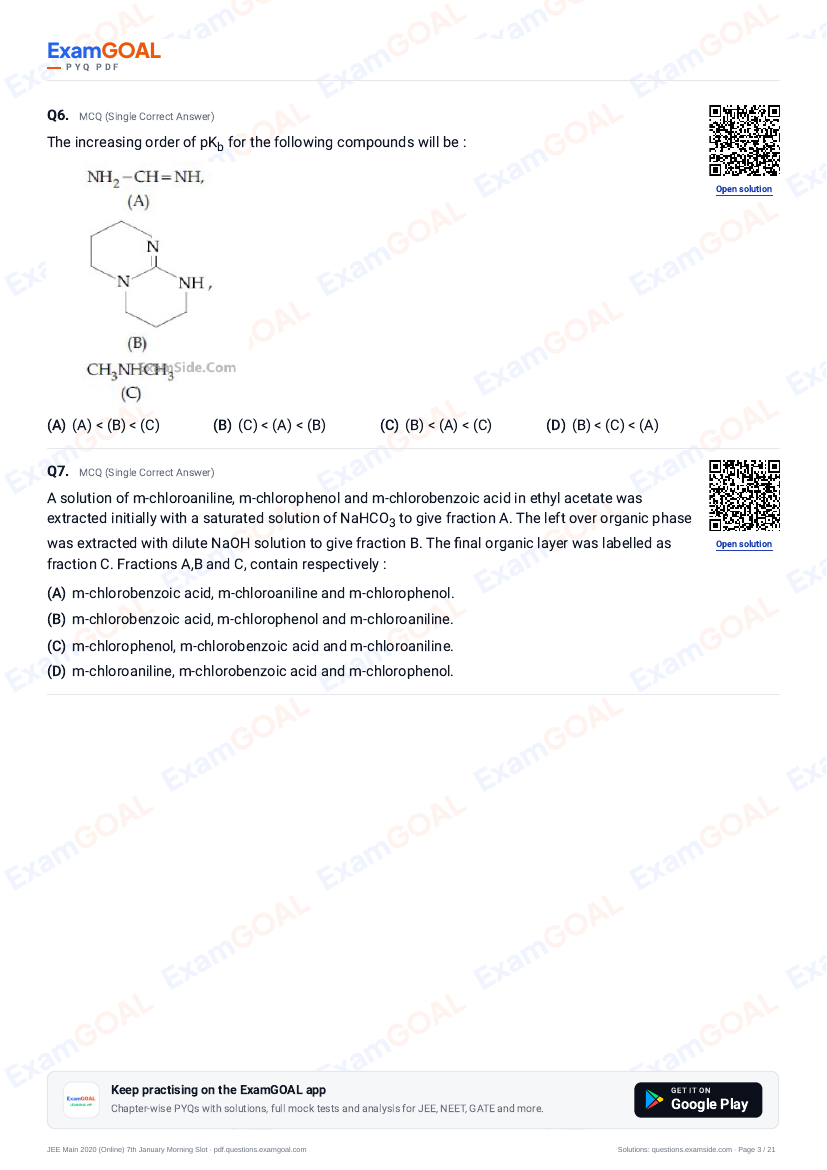 ExamGOAL
PYQ PDF
Q6. MCQ (Single Correct Answer)
The increasing order of pK_b for the following compounds will be :
Open solution
NH₂−CH=NH,
(A)
N
N NH ,
(B)
CH₃NHCH₃ ExamSide.Com
(C)
(A) (A) < (B) < (C) (B) (C) < (A) < (B) (C) (B) < (A) < (C) (D) (B) < (C) < (A)
Q7. MCQ (Single Correct Answer)
A solution of m-chloroaniline, m-chlorophenol and m-chlorobenzoic acid in ethyl acetate was
extracted initially with a saturated solution of NaHCO₃ to give fraction A. The left over organic phase
was extracted with dilute NaOH solution to give fraction B. The final organic layer was labelled as
fraction C. Fractions A,B and C, contain respectively :
Open solution
(A) m-chlorobenzoic acid, m-chloroaniline and m-chlorophenol.
(B) m-chlorobenzoic acid, m-chlorophenol and m-chloroaniline.
(C) m-chlorophenol, m-chlorobenzoic acid and m-chloroaniline.
(D) m-chloroaniline, m-chlorobenzoic acid and m-chlorophenol.
ExamGOAL
Keep practising on the ExamGOAL app
Chapter-wise PYQs with solutions, full mock tests and analysis for JEE, NEET, GATE and more.
GET IT ON
Google Play
JEE Main 2020 (Online) 7th January Morning Slot · pdf.questions.examgoal.com
Solutions: questions.examside.com · Page 3 / 21